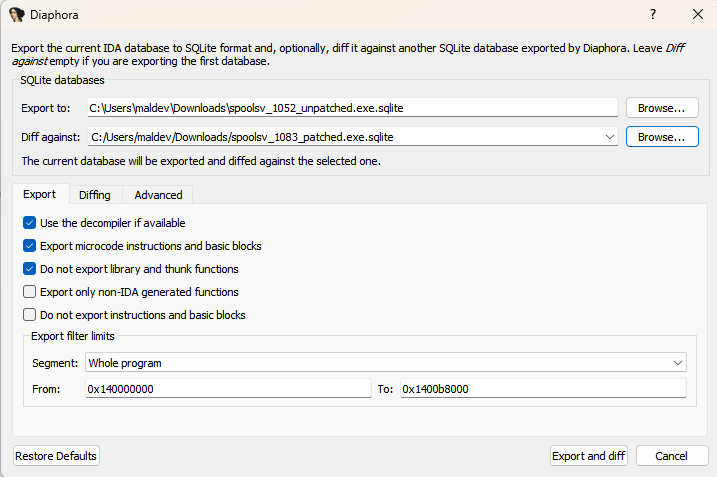 Diaphora
?
Export the current IDA database to SQLite format and, optionally, diff it against another SQLite database exported by Diaphora. Leave Diff
against empty if you are exporting the first database.
SQLite databases
Export to: C:\Users\maldev\Downloads\spoolsv_1052_unpatched.exe.sqlite Browse...
Diff against: C:/Users/maldev/Downloads/spoolsv_1083_patched.exe.sqlite Browse...
The current database will be exported and diffed against the selected one.
Export Diffing Advanced
Use the decompiler if available
Export microcode instructions and basic blocks
Do not export library and thunk functions
Export only non-IDA generated functions
Do not export instructions and basic blocks
Export filter limits
Segment: Whole program
From: 0x140000000 To: 0x1400b8000
Restore Defaults Export and diff Cancel